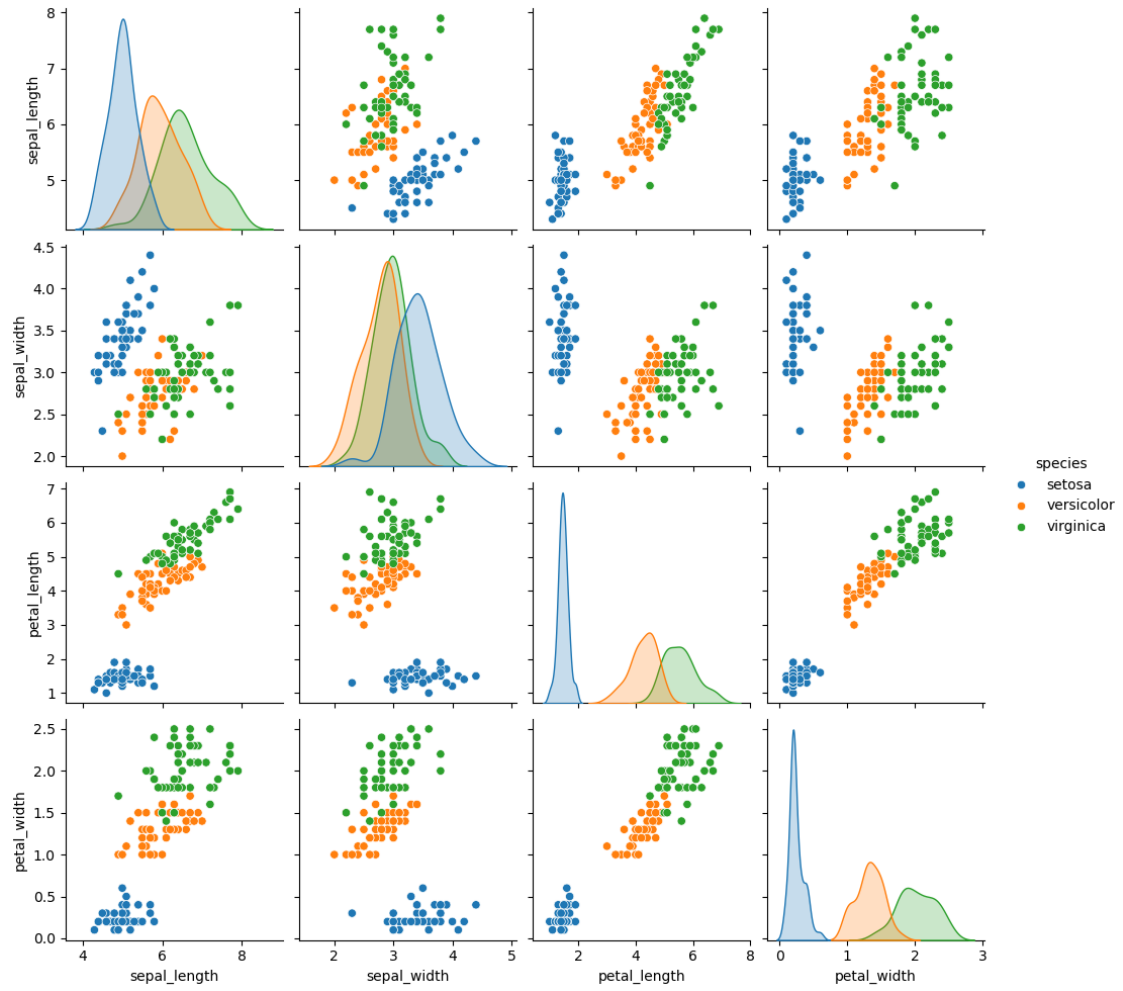 8
7
6
5
sepal_length
4.5
4.0
3.5
3.0
2.5
2.0
sepal_width
species
setosa
versicolor
virginica
7
6
5
4
3
2
1
petal_length
2.5
2.0
1.5
1.0
0.5
0.0
petal_width
4 6 8
sepal_length
2 3 4 5
sepal_width
0 2 4 6 8
petal_length
0 1 2 3
petal_width